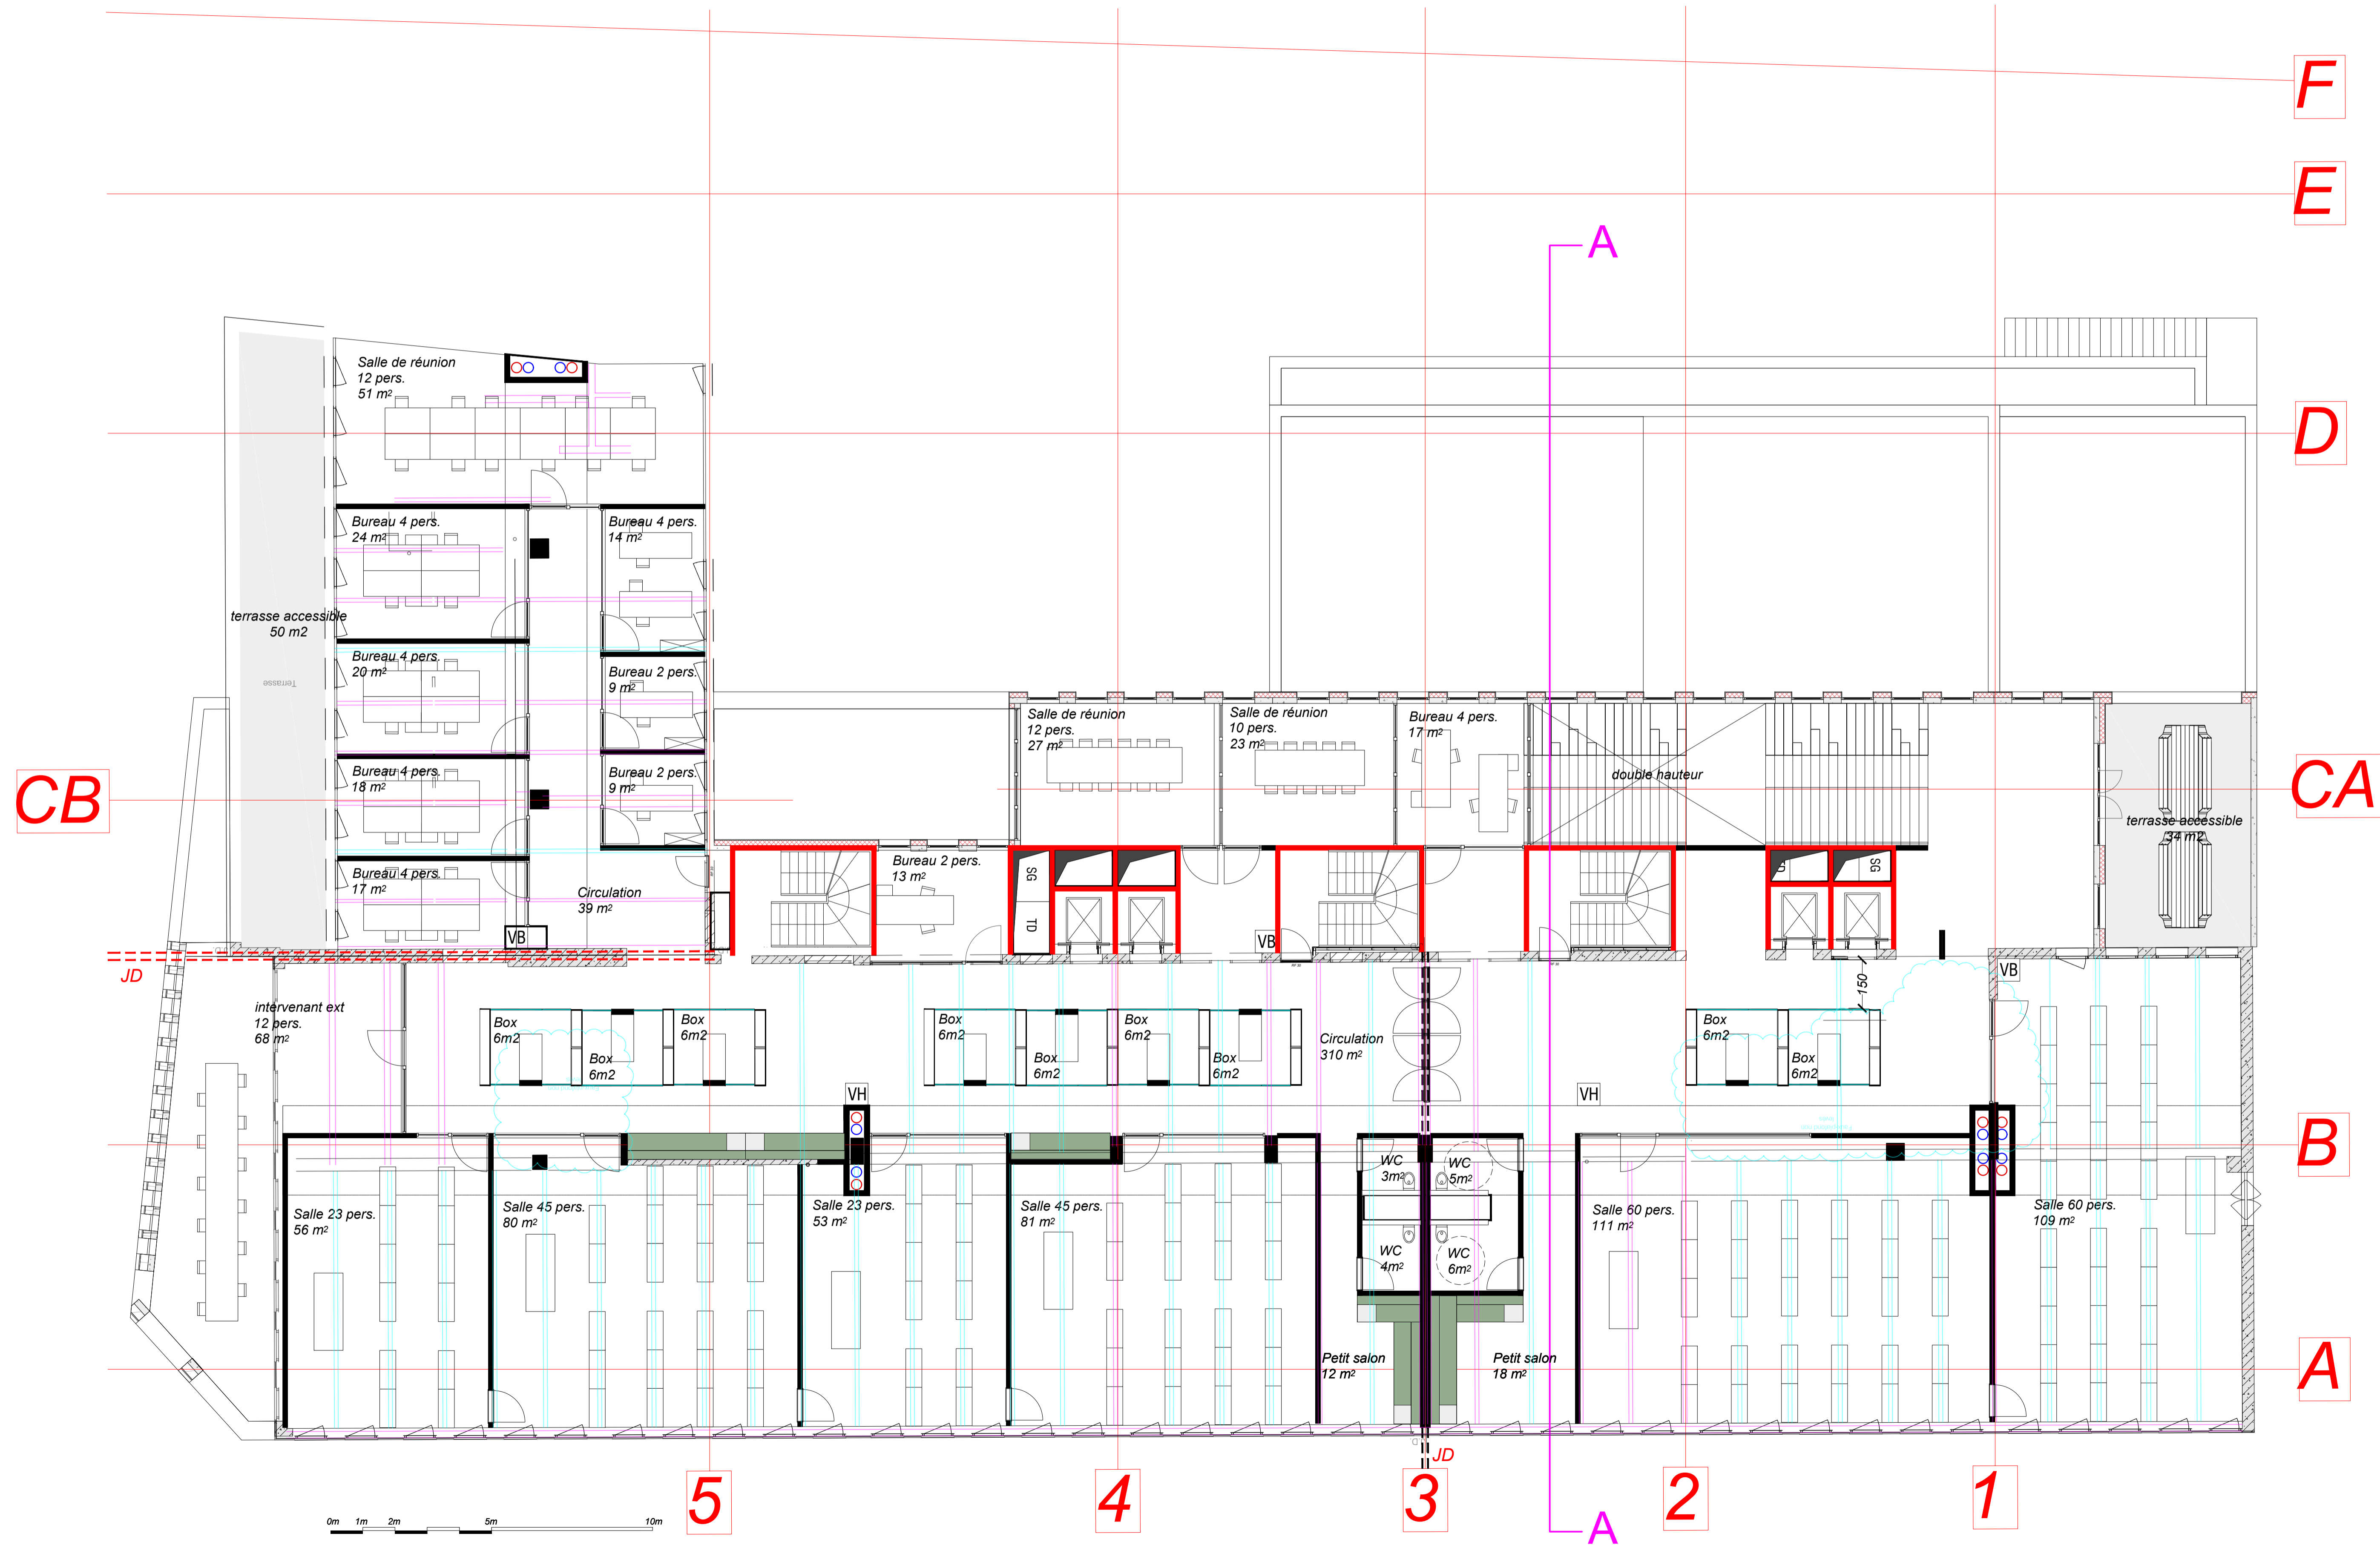 F
E
A
Salle de réunion
12 pers.
51 m²
D
Bureau 4 pers.
24 m²
Bureau 4 pers.
14 m²
terrasse accessible
50 m2
Bureau 4 pers.
20 m²
Bureau 2 pers.
9 m²
Terrasse
Salle de réunion
12 pers.
27 m²
Salle de réunion
10 pers.
23 m²
Bureau 4 pers.
17 m²
CB
Bureau 4 pers.
18 m²
Bureau 2 pers.
9 m²
double hauteur
CA
terrasse accessible
34 m2
Bureau 4 pers.
17 m²
Circulation
39 m²
Bureau 2 pers.
13 m²
SG
TD
SG
VB
VB
VB
JD
150
intervenant ext
12 pers.
68 m²
Box
6m2
Box
6m2
Box
6m2
Box
6m2
Box
6m2
Box
6m2
Box
6m2
Circulation
310 m²
Box
6m2
Box
6m2
VH
VH
B
WC
3m²
WC
5m²
Salle 23 pers.
56 m²
Salle 45 pers.
80 m²
Salle 23 pers.
53 m²
Salle 45 pers.
81 m²
Salle 60 pers.
111 m²
Salle 60 pers.
109 m²
WC
4m²
WC
6m²
Petit salon
12 m²
Petit salon
18 m²
A
JD
5
4
3
2
1
0m 1m 2m 5m 10m
A